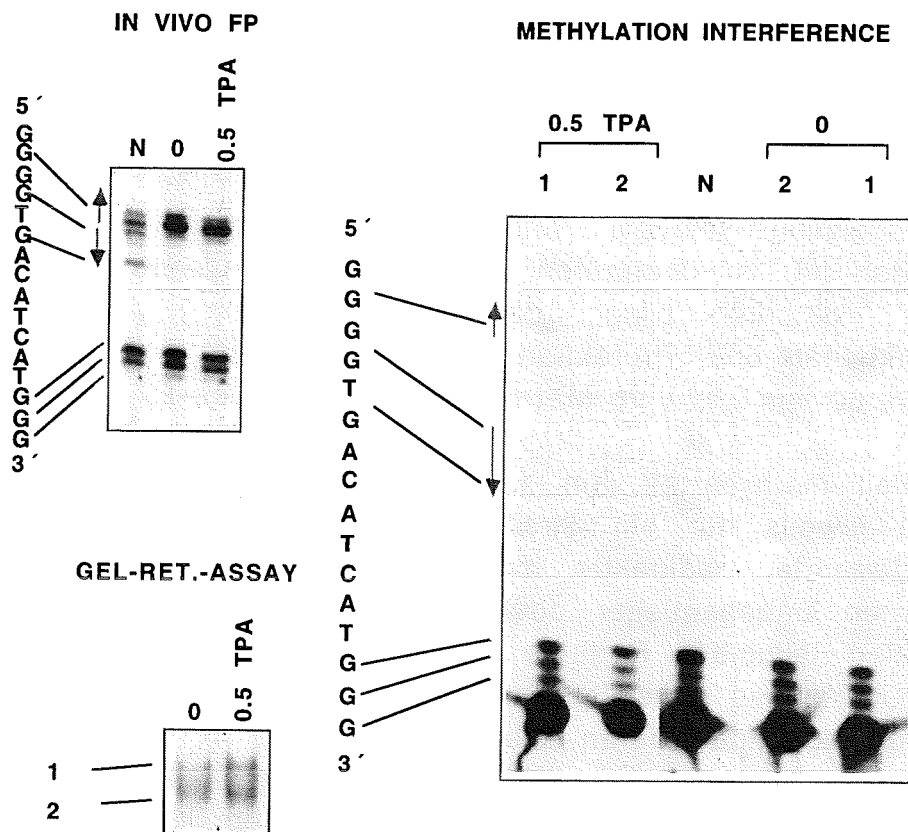 IN VIVO FP
N
0
0.5 TPA
5´
G
G
G
G
T
G
A
C
A
T
C
A
T
G
G
G
3´
GEL-RET.-ASSAY
0
0.5 TPA
1
2
METHYLATION INTERFERENCE
0.5 TPA 0
1 2 N 2 1
5´
G
G
G
G
T
G
A
C
A
T
C
A
T
G
G
G
3´